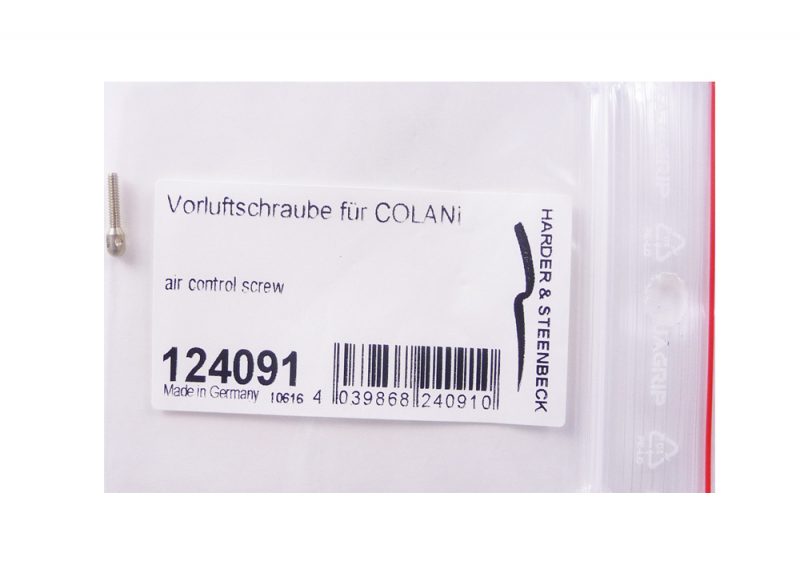 Vorluftschraube für COLANi
air control screw
124091
Made in Germany 10616
4 039868 240910
HARDER & STEENBECK